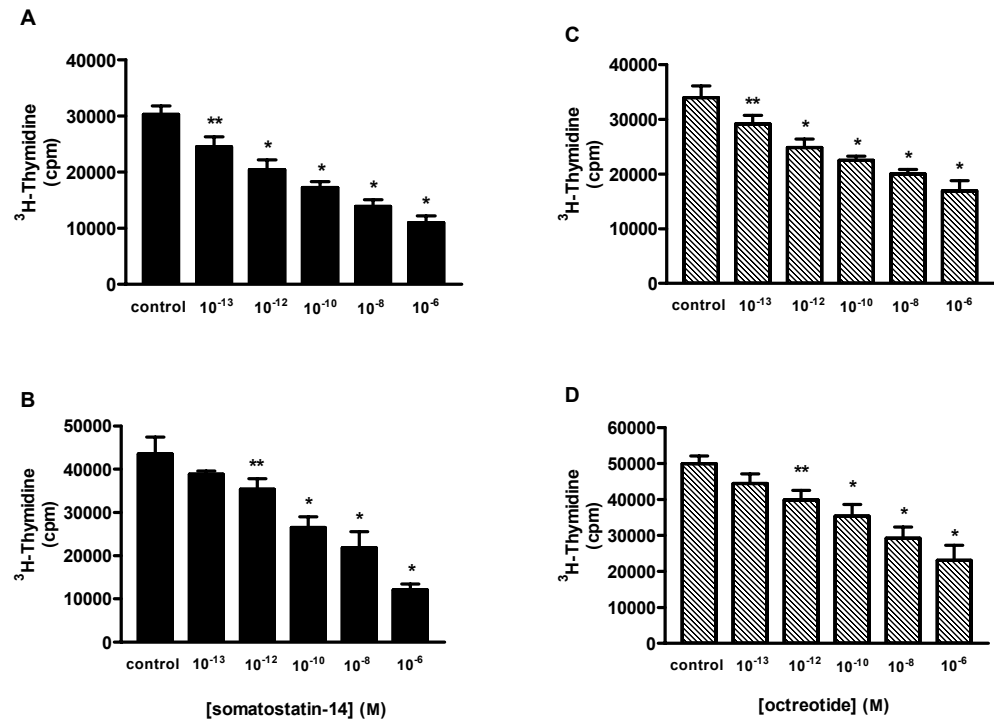 A
40000
30000
20000
10000
0
³H-Thymidine
(cpm)
** * * * *
control 10⁻¹³ 10⁻¹² 10⁻¹⁰ 10⁻⁸ 10⁻⁶
B
50000
40000
30000
20000
10000
0
³H-Thymidine
(cpm)
** * * *
control 10⁻¹³ 10⁻¹² 10⁻¹⁰ 10⁻⁸ 10⁻⁶
[somatostatin-14] (M)
C
40000
30000
20000
10000
0
³H-Thymidine
(cpm)
** * * * *
control 10⁻¹³ 10⁻¹² 10⁻¹⁰ 10⁻⁸ 10⁻⁶
D
60000
50000
40000
30000
20000
10000
0
³H-Thymidine
(cpm)
** * * *
control 10⁻¹³ 10⁻¹² 10⁻¹⁰ 10⁻⁸ 10⁻⁶
[octreotide] (M)